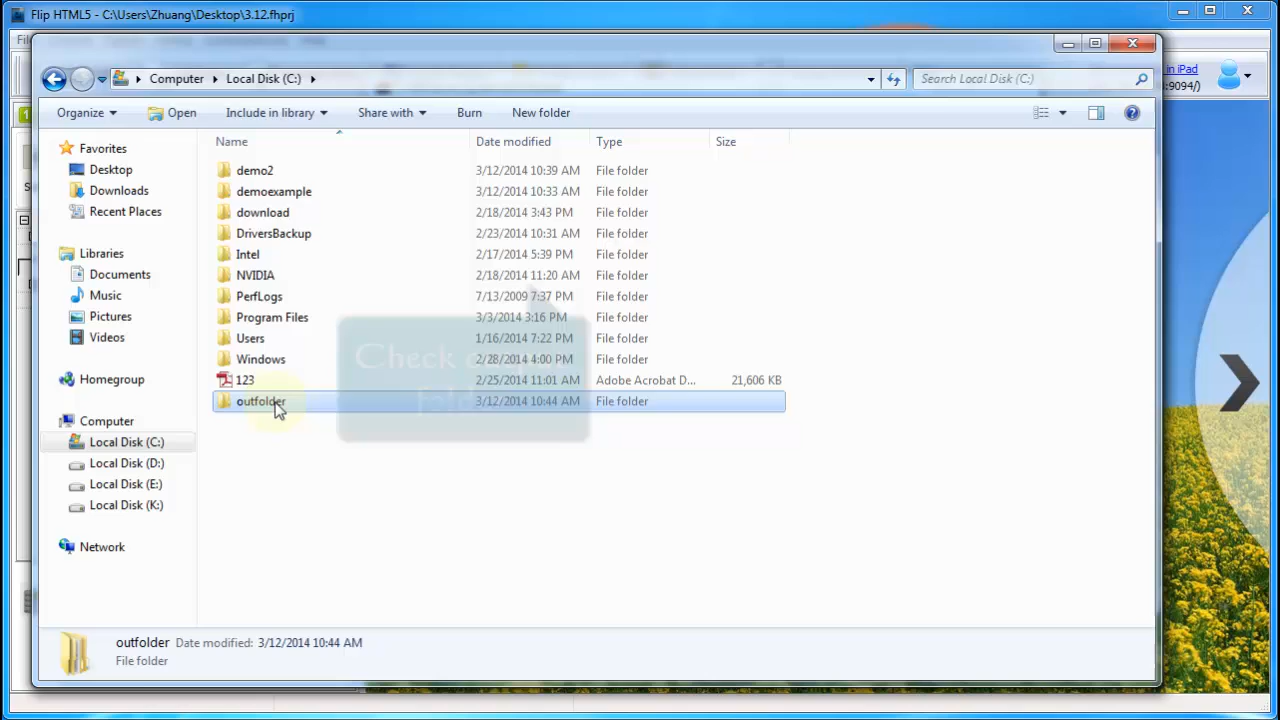 Flip HTML5 - C:\Users\Zhuang\Desktop\3.12.fhprj
Computer Local Disk (C:) Search Local Disk (C:)
in iPad
:9094/)
Organize Open Include in library Share with Burn New folder
Name Date modified Type Size
Favorites
Desktop
Downloads
Recent Places
Libraries
Documents
Music
Pictures
Videos
Homegroup
Computer
Local Disk (C:)
Local Disk (D:)
Local Disk (E:)
Local Disk (K:)
Network
demo2 3/12/2014 10:39 AM File folder
demoexample 3/12/2014 10:33 AM File folder
download 2/18/2014 3:43 PM File folder
DriversBackup 2/23/2014 10:31 AM File folder
Intel 2/17/2014 5:39 PM File folder
NVIDIA 2/18/2014 11:20 AM File folder
PerfLogs 7/13/2009 7:37 PM File folder
Program Files 3/3/2014 3:16 PM File folder
Users 1/16/2014 7:22 PM File folder
Windows 2/28/2014 4:00 PM File folder
123 2/25/2014 11:01 AM Adobe Acrobat D... 21,606 KB
outfolder 3/12/2014 10:44 AM File folder
Check
outfolder Date modified: 3/12/2014 10:44 AM
File folder